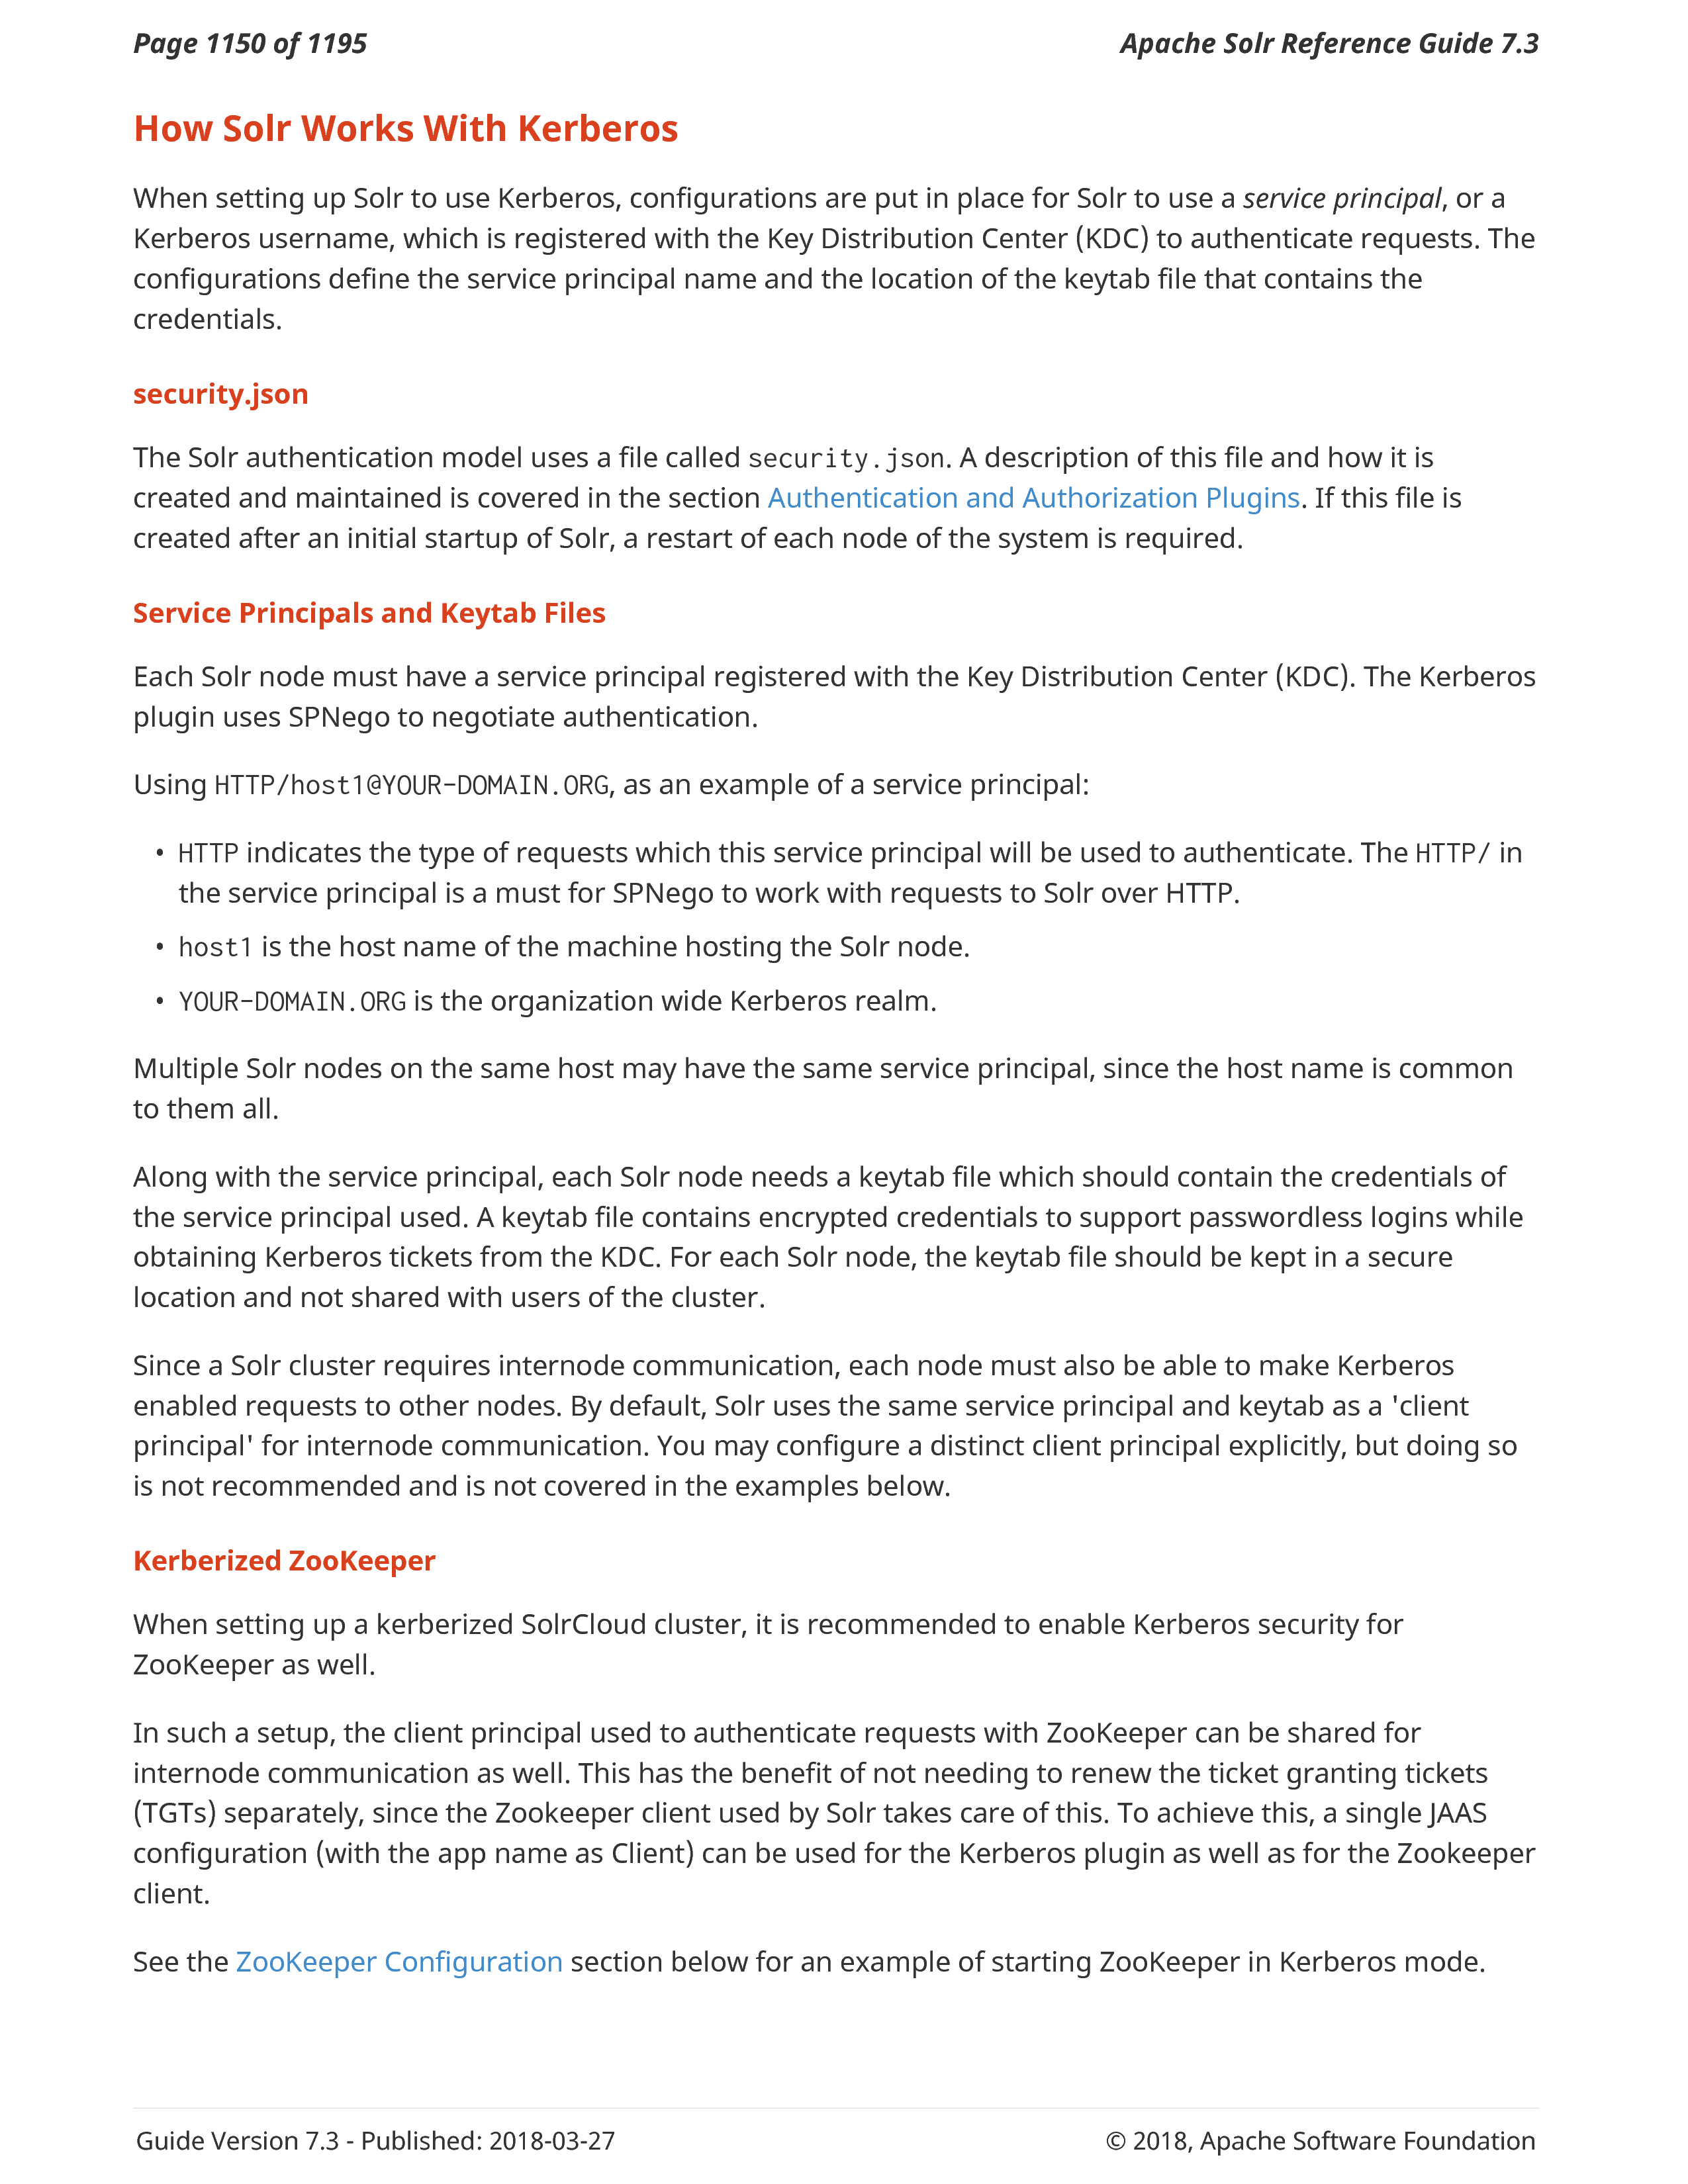 Page 1150 of 1195
Apache Solr Reference Guide 7.3
How Solr Works With Kerberos
When setting up Solr to use Kerberos, configurations are put in place for Solr to use a service principal, or a
Kerberos username, which is registered with the Key Distribution Center (KDC) to authenticate requests. The
configurations define the service principal name and the location of the keytab file that contains the
credentials.
security.json
The Solr authentication model uses a file called security.json. A description of this file and how it is
created and maintained is covered in the section Authentication and Authorization Plugins. If this file is
created after an initial startup of Solr, a restart of each node of the system is required.
Service Principals and Keytab Files
Each Solr node must have a service principal registered with the Key Distribution Center (KDC). The Kerberos
plugin uses SPNego to negotiate authentication.
Using HTTP/host1@YOUR-DOMAIN.ORG, as an example of a service principal:
• HTTP indicates the type of requests which this service principal will be used to authenticate. The HTTP/ in
the service principal is a must for SPNego to work with requests to Solr over HTTP.
• host1 is the host name of the machine hosting the Solr node.
• YOUR-DOMAIN.ORG is the organization wide Kerberos realm.
Multiple Solr nodes on the same host may have the same service principal, since the host name is common
to them all.
Along with the service principal, each Solr node needs a keytab file which should contain the credentials of
the service principal used. A keytab file contains encrypted credentials to support passwordless logins while
obtaining Kerberos tickets from the KDC. For each Solr node, the keytab file should be kept in a secure
location and not shared with users of the cluster.
Since a Solr cluster requires internode communication, each node must also be able to make Kerberos
enabled requests to other nodes. By default, Solr uses the same service principal and keytab as a 'client
principal' for internode communication. You may configure a distinct client principal explicitly, but doing so
is not recommended and is not covered in the examples below.
Kerberized ZooKeeper
When setting up a kerberized SolrCloud cluster, it is recommended to enable Kerberos security for
ZooKeeper as well.
In such a setup, the client principal used to authenticate requests with ZooKeeper can be shared for
internode communication as well. This has the benefit of not needing to renew the ticket granting tickets
(TGTs) separately, since the Zookeeper client used by Solr takes care of this. To achieve this, a single JAAS
configuration (with the app name as Client) can be used for the Kerberos plugin as well as for the Zookeeper
client.
See the ZooKeeper Configuration section below for an example of starting ZooKeeper in Kerberos mode.
Guide Version 7.3 - Published: 2018-03-27
© 2018, Apache Software Foundation